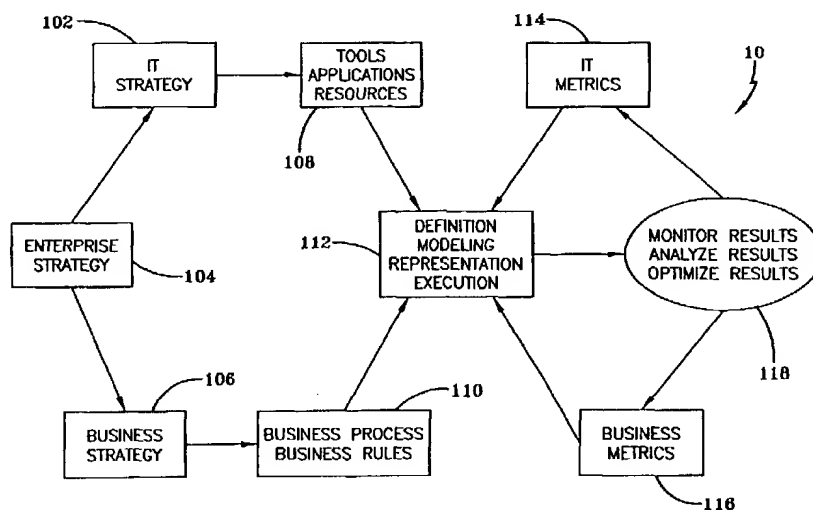 102
114
10
IT
STRATEGY
TOOLS
APPLICATIONS
RESOURCES
IT
METRICS
108
ENTERPRISE
STRATEGY
104
112
DEFINITION
MODELING
REPRESENTATION
EXECUTION
MONITOR RESULTS
ANALYZE RESULTS
OPTIMIZE RESULTS
118
106
110
BUSINESS
STRATEGY
BUSINESS PROCESS
BUSINESS RULES
BUSINESS
METRICS
116